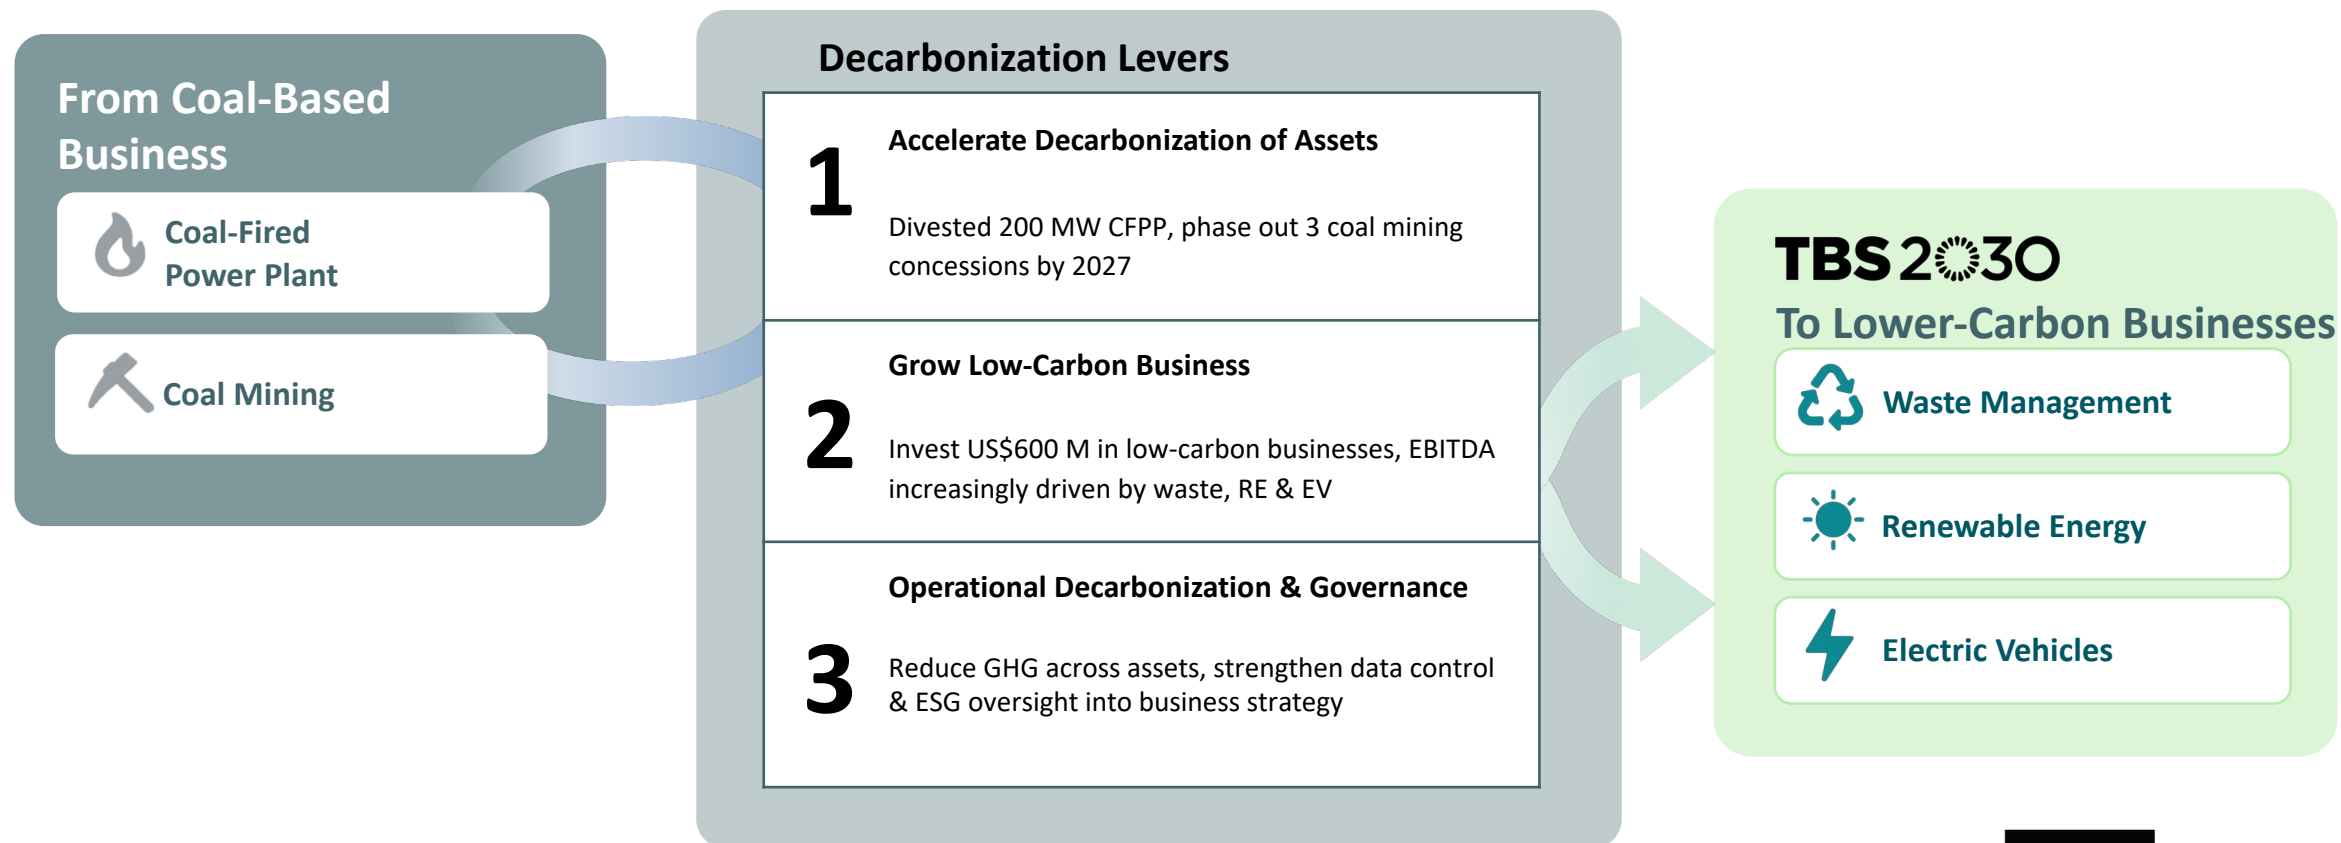 From Coal-Based
Business
Coal-Fired
Power Plant
Coal Mining
Decarbonization Levers
1
Accelerate Decarbonization of Assets
Divested 200 MW CFPP, phase out 3 coal mining
concessions by 2027
2
Grow Low-Carbon Business
Invest US$600 M in low-carbon businesses, EBITDA
increasingly driven by waste, RE & EV
3
Operational Decarbonization & Governance
Reduce GHG across assets, strengthen data control
& ESG oversight into business strategy
TBS 2030
To Lower-Carbon Businesses
Waste Management
Renewable Energy
Electric Vehicles